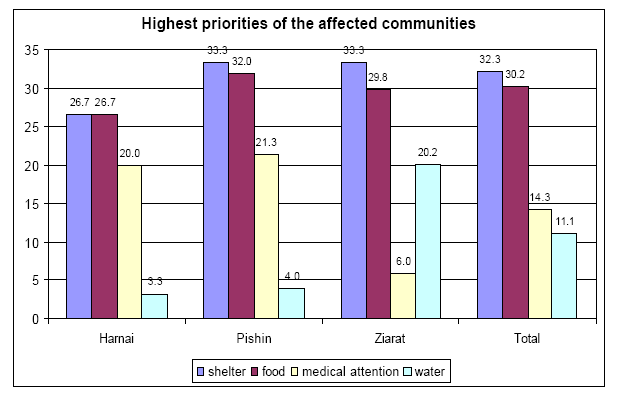 Highest priorities of the affected communities
35
30
25
20
15
10
5
0
26.7 26.7 20.0 3.3
33.3 32.0 21.3 4.0
33.3 29.8 6.0 20.2
32.3 30.2 14.3 11.1
Harnai Pishin Ziarat Total
shelter food medical attention water